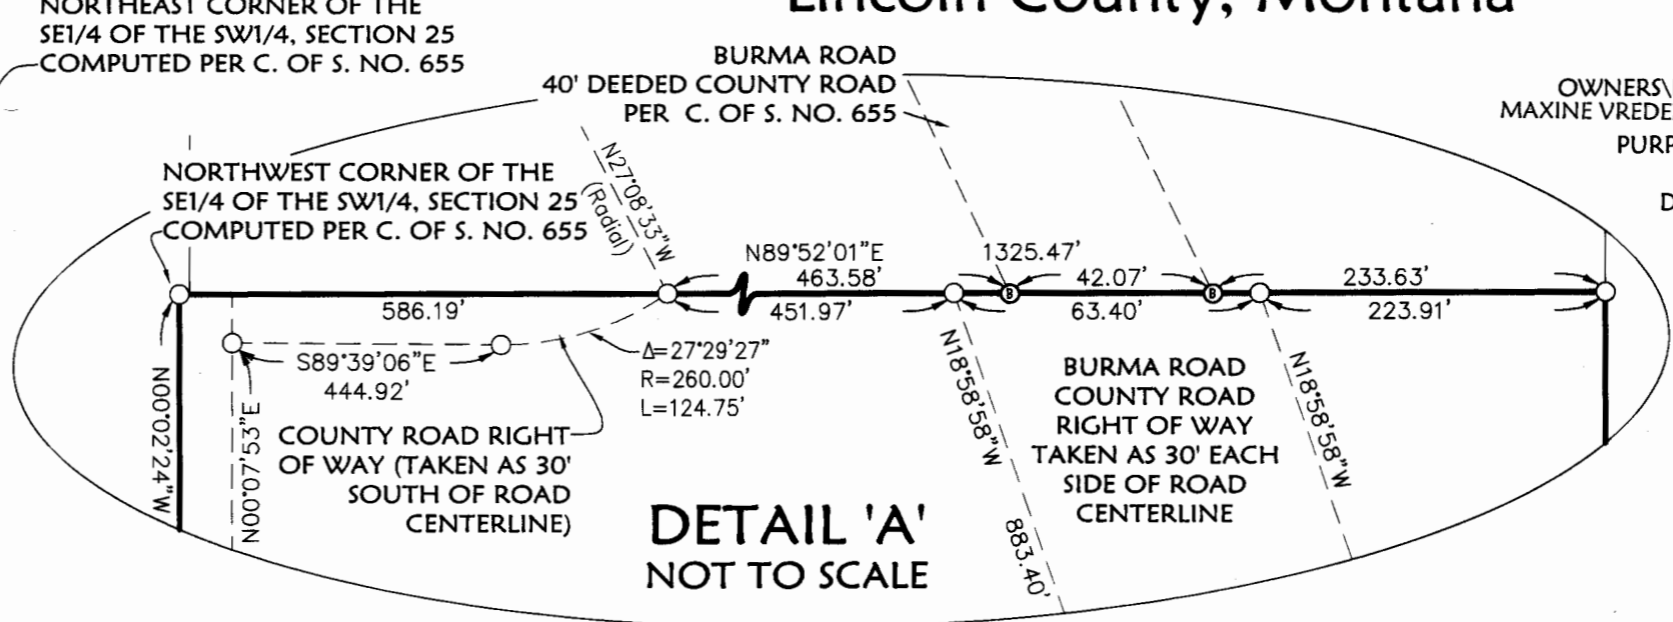 NORTHEAST CORNER OF THE
SE1/4 OF THE SW1/4, SECTION 25
COMPUTED PER C. OF S. NO. 655
Lincoln County, Montana
BURMA ROAD
40' DEEDED COUNTY ROAD
PER C. OF S. NO. 655
OWNERS\
MAXINE VREDE
PURP
D
NORTHWEST CORNER OF THE
SE1/4 OF THE SW1/4, SECTION 25
COMPUTED PER C. OF S. NO. 655
N27°08'33"W
(Radial)
N89°52'01"E 1325.47'
463.58' 42.07' 233.63'
586.19' 451.97' 63.40' 223.91'
S89°39'06"E
444.92'
Δ=27°29'27"
R=260.00'
L=124.75'
N00°02'24"W
N00°07'53"E
COUNTY ROAD RIGHT
OF WAY (TAKEN AS 30'
SOUTH OF ROAD
CENTERLINE)
N18°58'58"W
883.40'
BURMA ROAD
COUNTY ROAD
RIGHT OF WAY
TAKEN AS 30' EACH
SIDE OF ROAD
CENTERLINE
N18°58'58"W
B
B
DETAIL 'A'
NOT TO SCALE